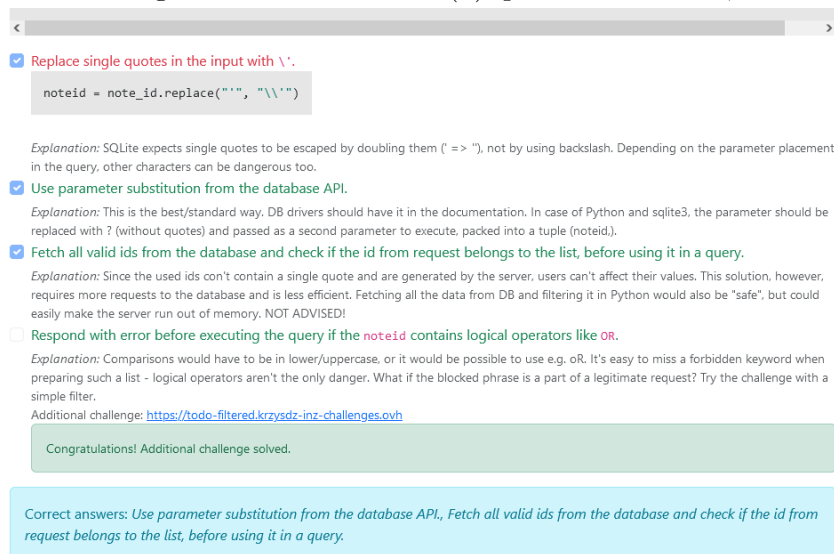 Replace single quotes in the input with \'.
noteid = note_id.replace("'", "\\'")
Explanation: SQLite expects single quotes to be escaped by doubling them (' => ''), not by using backslash. Depending on the parameter placement
in the query, other characters can be dangerous too.
Use parameter substitution from the database API.
Explanation: This is the best/standard way. DB drivers should have it in the documentation. In case of Python and sqlite3, the parameter should be
replaced with ? (without quotes) and passed as a second parameter to execute, packed into a tuple (noteid,).
Fetch all valid ids from the database and check if the id from request belongs to the list, before using it in a query.
Explanation: Since the used ids con't contain a single quote and are generated by the server, users can't affect their values. This solution, however,
requires more requests to the database and is less efficient. Fetching all the data from DB and filtering it in Python would also be "safe", but could
easily make the server run out of memory. NOT ADVISED!
Respond with error before executing the query if the noteid contains logical operators like OR.
Explanation: Comparisons would have to be in lower/uppercase, or it would be possible to use e.g. oR. It's easy to miss a forbidden keyword when
preparing such a list - logical operators aren't the only danger. What if the blocked phrase is a part of a legitimate request? Try the challenge with a
simple filter.
Additional challenge: https://todo-filtered.krzysdz-inz-challenges.ovh
Congratulations! Additional challenge solved.
Correct answers: Use parameter substitution from the database API., Fetch all valid ids from the database and check if the id from
request belongs to the list, before using it in a query.